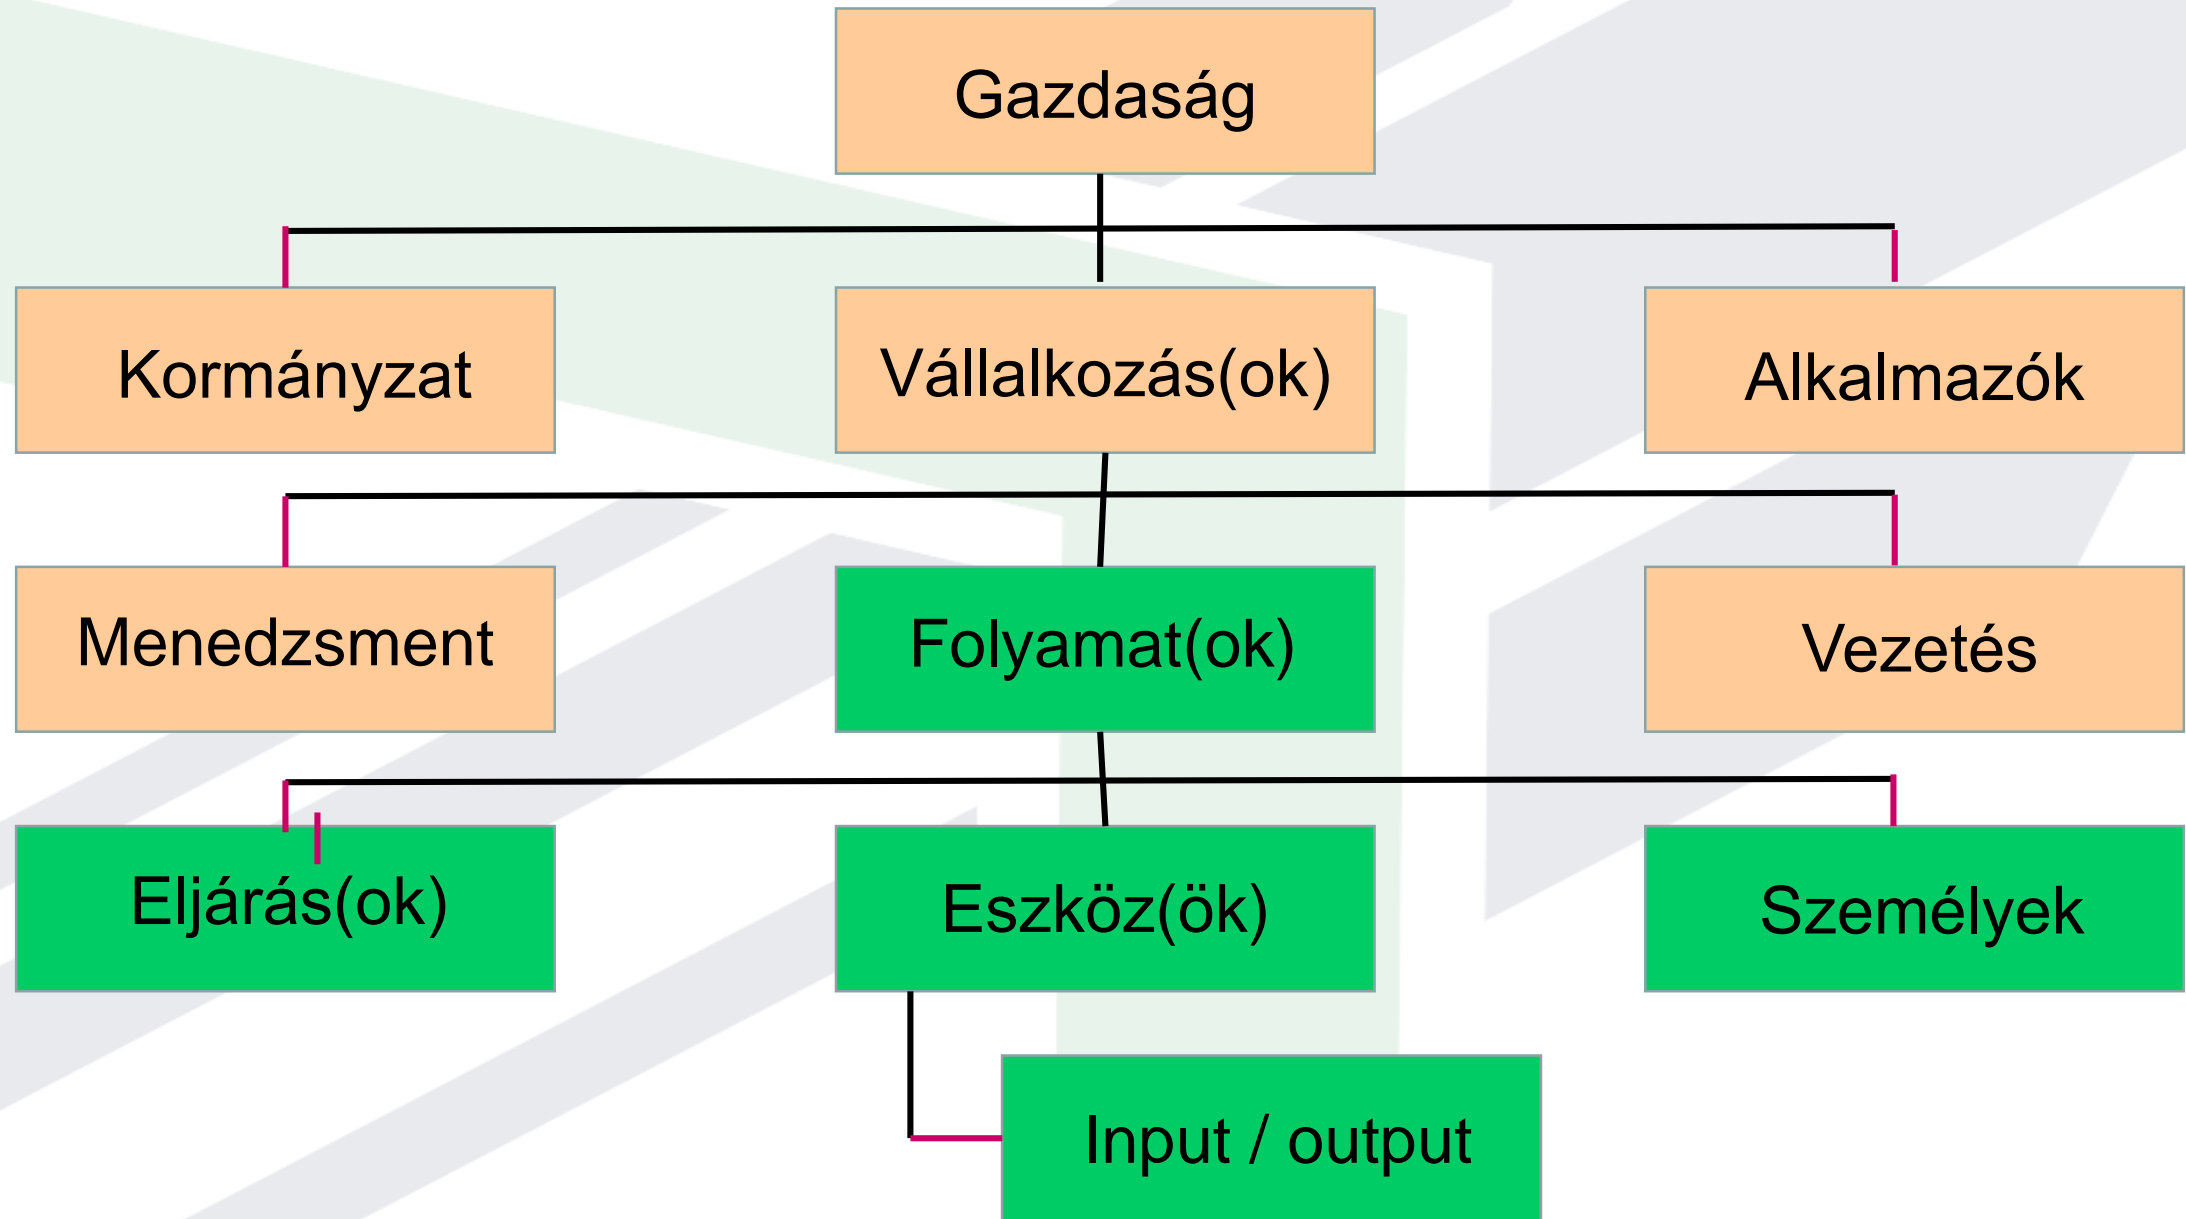 Gazdaság
Kormányzat
Vállalkozás(ok)
Alkalmazók
Menedzsment
Folyamat(ok)
Vezetés
Eljárás(ok)
Eszköz(ök)
Személyek
Input / output